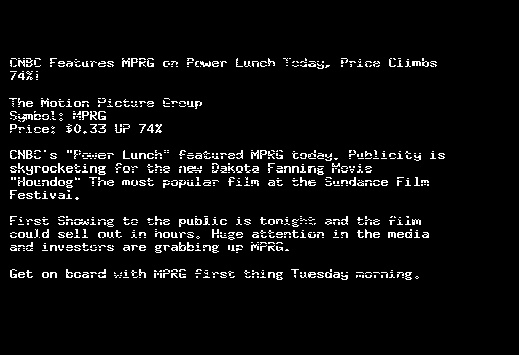 CNBC Features MPRG on Power Lunch Today, Price Climbs
74%!
The Motion Picture Group
Symbol: MPRG
Price: $0.33 UP 74%
CNBC's "Power Lunch" featured MPRG today. Publicity is
skyrocketing for the new Dakota Fanning Movie
"Houndog" The most popular film at the Sundance Film
Festival.
First Showing to the public is tonight and the film
could sell out in hours. Huge attention in the media
and investors are grabbing up MPRG.
Get on board with MPRG first thing Tuesday morning.